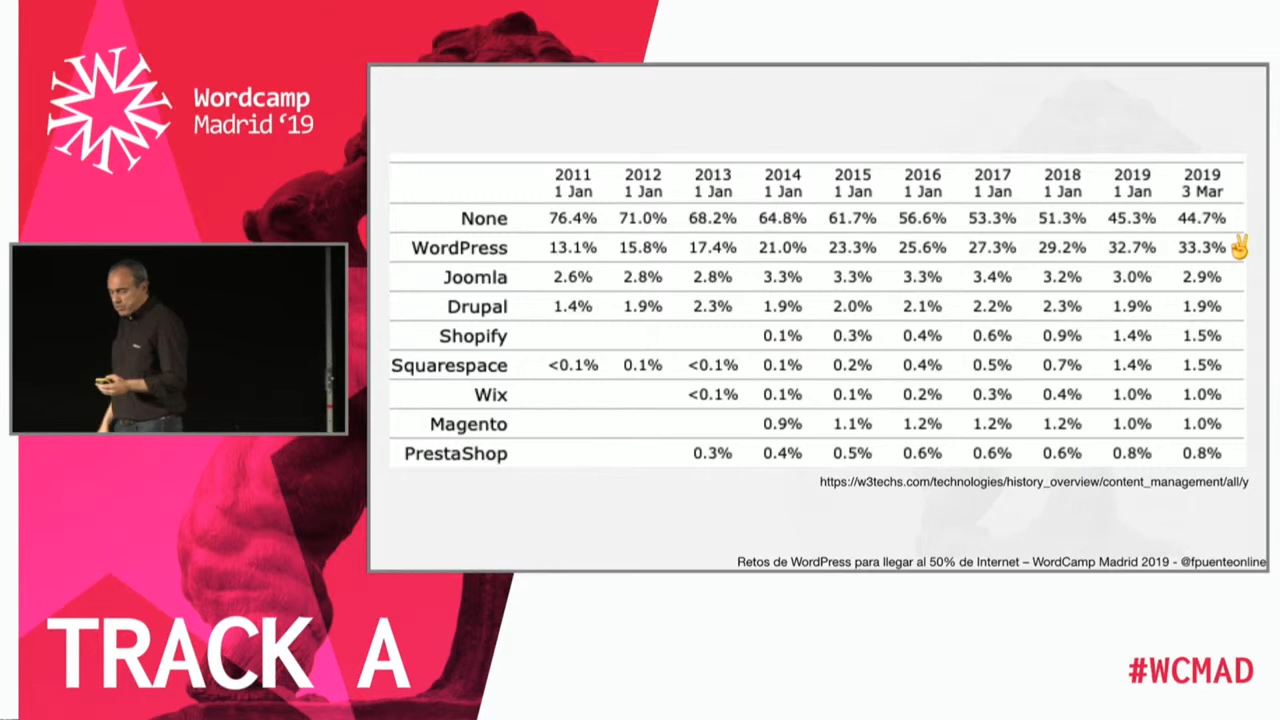 Wordcamp
Madrid ‘19
2011 2012 2013 2014 2015 2016 2017 2018 2019 2019
1 Jan 1 Jan 1 Jan 1 Jan 1 Jan 1 Jan 1 Jan 1 Jan 1 Jan 3 Mar
None 76.4% 71.0% 68.2% 64.8% 61.7% 56.6% 53.3% 51.3% 45.3% 44.7%
WordPress 13.1% 15.8% 17.4% 21.0% 23.3% 25.6% 27.3% 29.2% 32.7% 33.3% ✌
Joomla 2.6% 2.8% 2.8% 3.3% 3.3% 3.3% 3.4% 3.2% 3.0% 2.9%
Drupal 1.4% 1.9% 2.3% 1.9% 2.0% 2.1% 2.2% 2.3% 1.9% 1.9%
Shopify 0.1% 0.3% 0.4% 0.6% 0.9% 1.4% 1.5%
Squarespace <0.1% 0.1% <0.1% 0.1% 0.2% 0.4% 0.5% 0.7% 1.4% 1.5%
Wix <0.1% 0.1% 0.1% 0.2% 0.3% 0.4% 1.0% 1.0%
Magento 0.9% 1.1% 1.2% 1.2% 1.2% 1.0% 1.0%
PrestaShop 0.3% 0.4% 0.5% 0.6% 0.6% 0.6% 0.8% 0.8%
https://w3techs.com/technologies/history_overview/content_management/all/y
Retos de WordPress para llegar al 50% de Internet – WordCamp Madrid 2019 - @fpuenteonline
TRACK A
#WCMAD